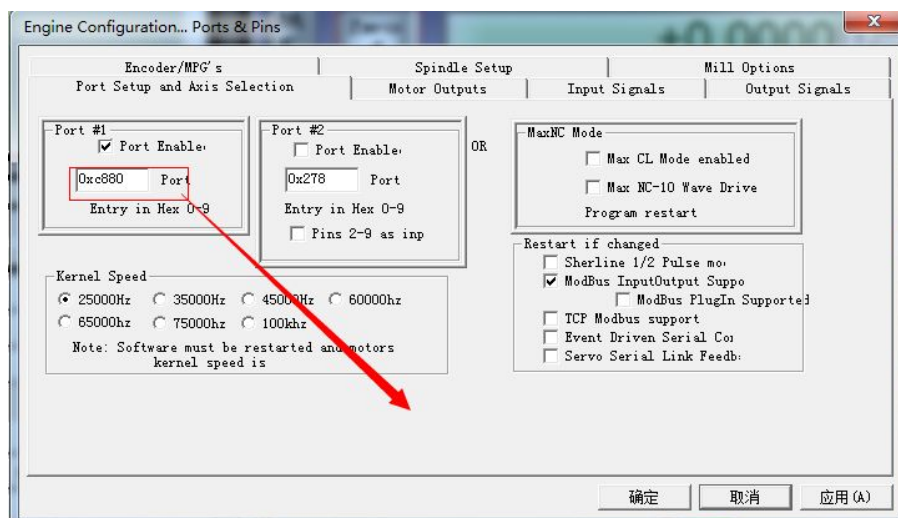 Engine Configuration... Ports & Pins
+0.0000
Encoder/MPG's
Spindle Setup
Mill Options
Port Setup and Axis Selection
Motor Outputs
Input Signals
Output Signals
Port #1
Port Enable
0xc880 Port
Entry in Hex 0-9
Port #2
Port Enable
0x278 Port
Entry in Hex 0-9
Pins 2-9 as inp
OR
MaxNC Mode
Max CL Mode enabled
Max NC-10 Wave Drive
Program restart
Restart if changed
Sherline 1/2 Pulse mo
ModBus InputOutput Suppo
ModBus PlugIn Supported
TCP Modbus support
Event Driven Serial Co
Servo Serial Link Feedb
Kernel Speed
25000Hz 35000Hz 45000Hz 60000hz
65000hz 75000hz 100khz
Note: Software must be restarted and motors
kernel speed is
确定
取消
应用(A)